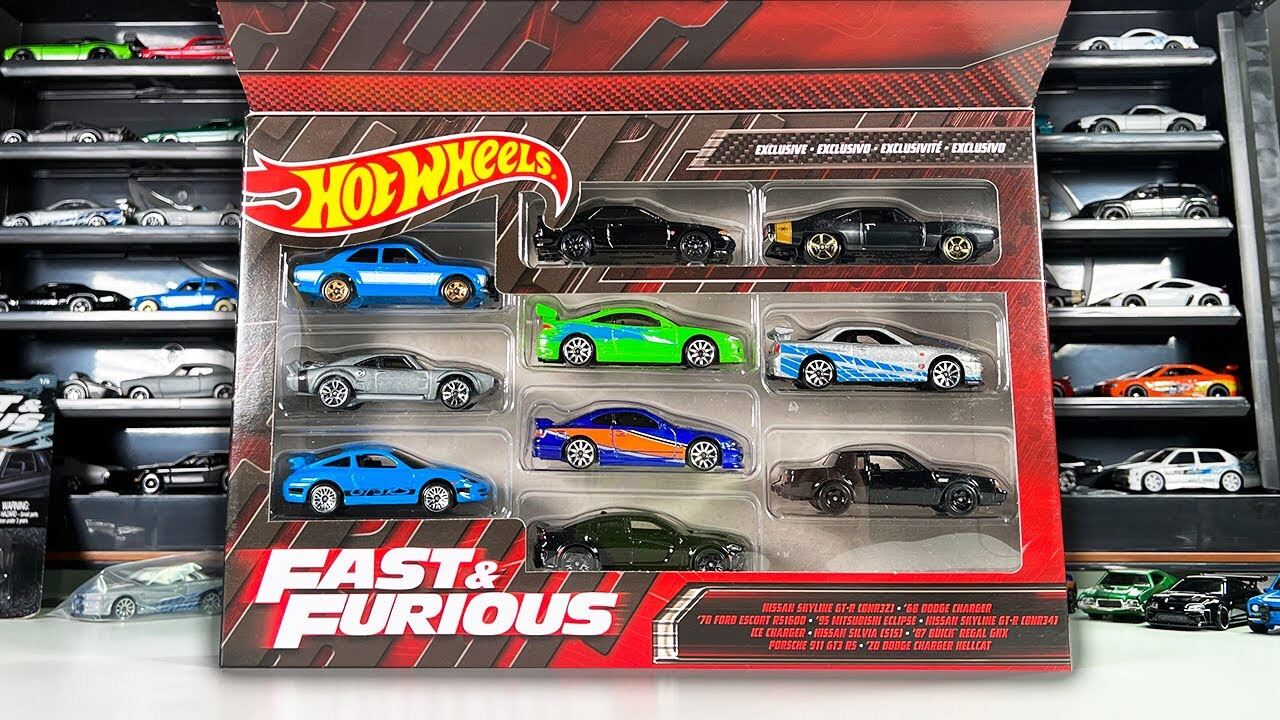 EXCLUSIVE • EXCLUSIVO • EXCLUSIVITÉ • EXCLUSIVO
HOT WHEELS
GT3RS
FAST &
FURIOUS
NISSAN SKYLINE GT-R (BNR32) • '68 DODGE CHARGER
'70 FORD ESCORT RS1600 • '95 MITSUBISHI ECLIPSE • NISSAN SKYLINE GT-R (BNR34)
ICE CHARGER • NISSAN SILVIA (S15) • '87 BUICK REGAL GNX
PORSCHE 911 GT3 RS • '20 DODGE CHARGER HELLCAT
WARNING: